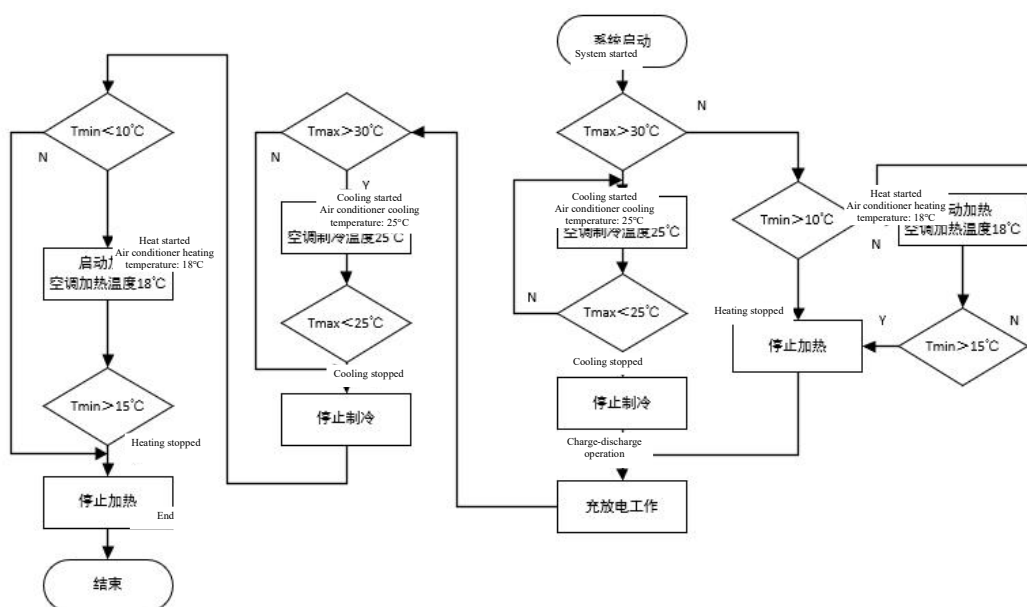 系统启动
System started
Tmax＞30℃
N
Cooling started
Air conditioner cooling
temperature: 25℃
空调制冷温度25℃
Tmax＜25℃
N
Cooling stopped
停止制冷
Charge-discharge
operation
充放电工作
Tmin＞10℃
N
Heat started
Air conditioner heating
temperature: 18℃
动加热
空调加热温度18℃
Tmin＞15℃
Y
N
Heating stopped
停止加热
Tmax＞30℃
N
Y
Cooling started
Air conditioner cooling
temperature: 25℃
空调制冷温度25℃
Tmax＜25℃
Cooling stopped
停止制冷
Tmin＜10℃
N
Heat started
Air conditioner heating
temperature: 18℃
启动加
空调加热温度18℃
Tmin＞15℃
Heating stopped
停止加热
End
结束